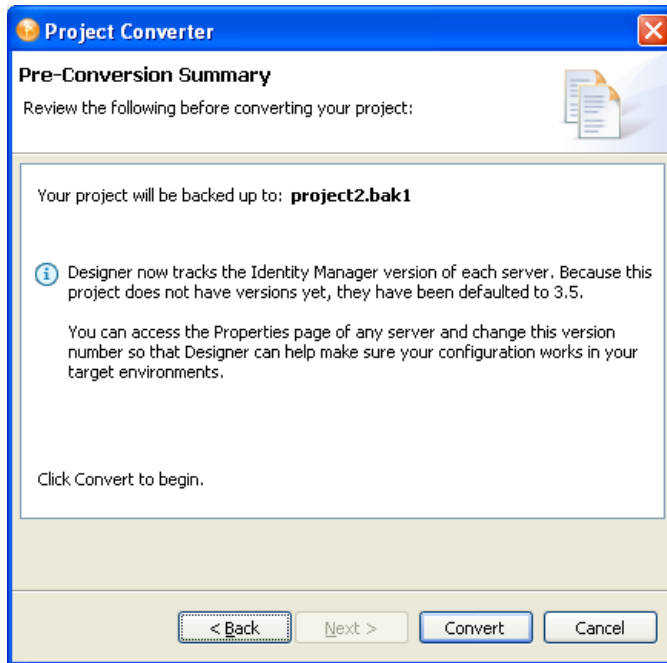 Project Converter
Pre-Conversion Summary
Review the following before converting your project:
Your project will be backed up to: project2.bak1
Designer now tracks the Identity Manager version of each server. Because this
project does not have versions yet, they have been defaulted to 3.5.
You can access the Properties page of any server and change this version
number so that Designer can help make sure your configuration works in your
target environments.
Click Convert to begin.
< Back
Next >
Convert
Cancel